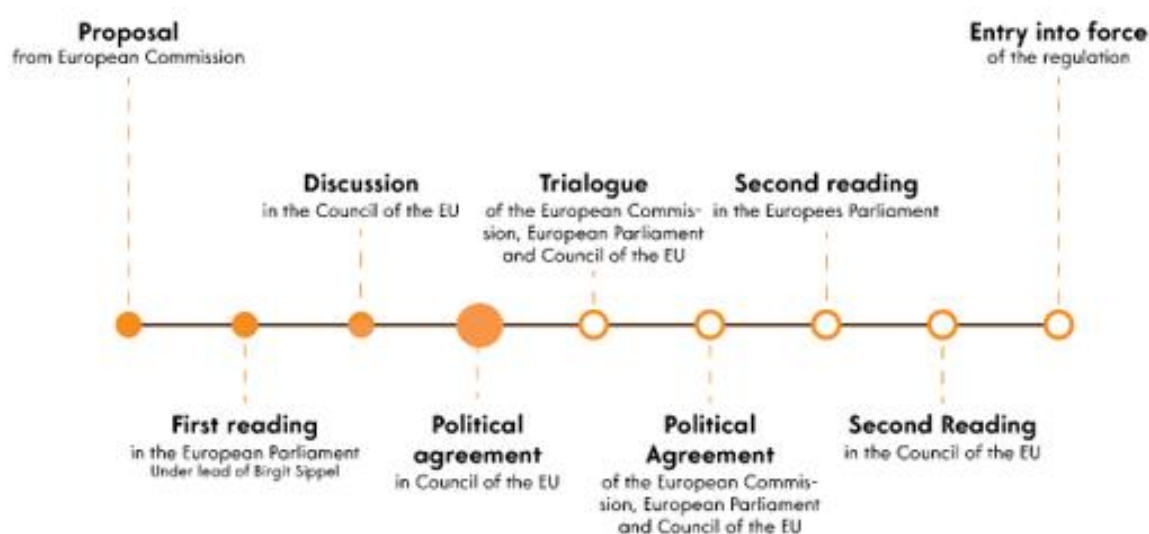 Proposal
from European Commission
Entry into force
of the regulation
Discussion
in the Council of the EU
Trialogue
of the European Commis-
sion, European Parliament
and Council of the EU
Second reading
in the Europees Parliament
First reading
in the European Parliament
Under lead of Birgit Sippel
Political
agreement
in Council of the EU
Political
Agreement
of the European Commis-
sion, European Parliament
and Council of the EU
Second Reading
in the Council of the EU